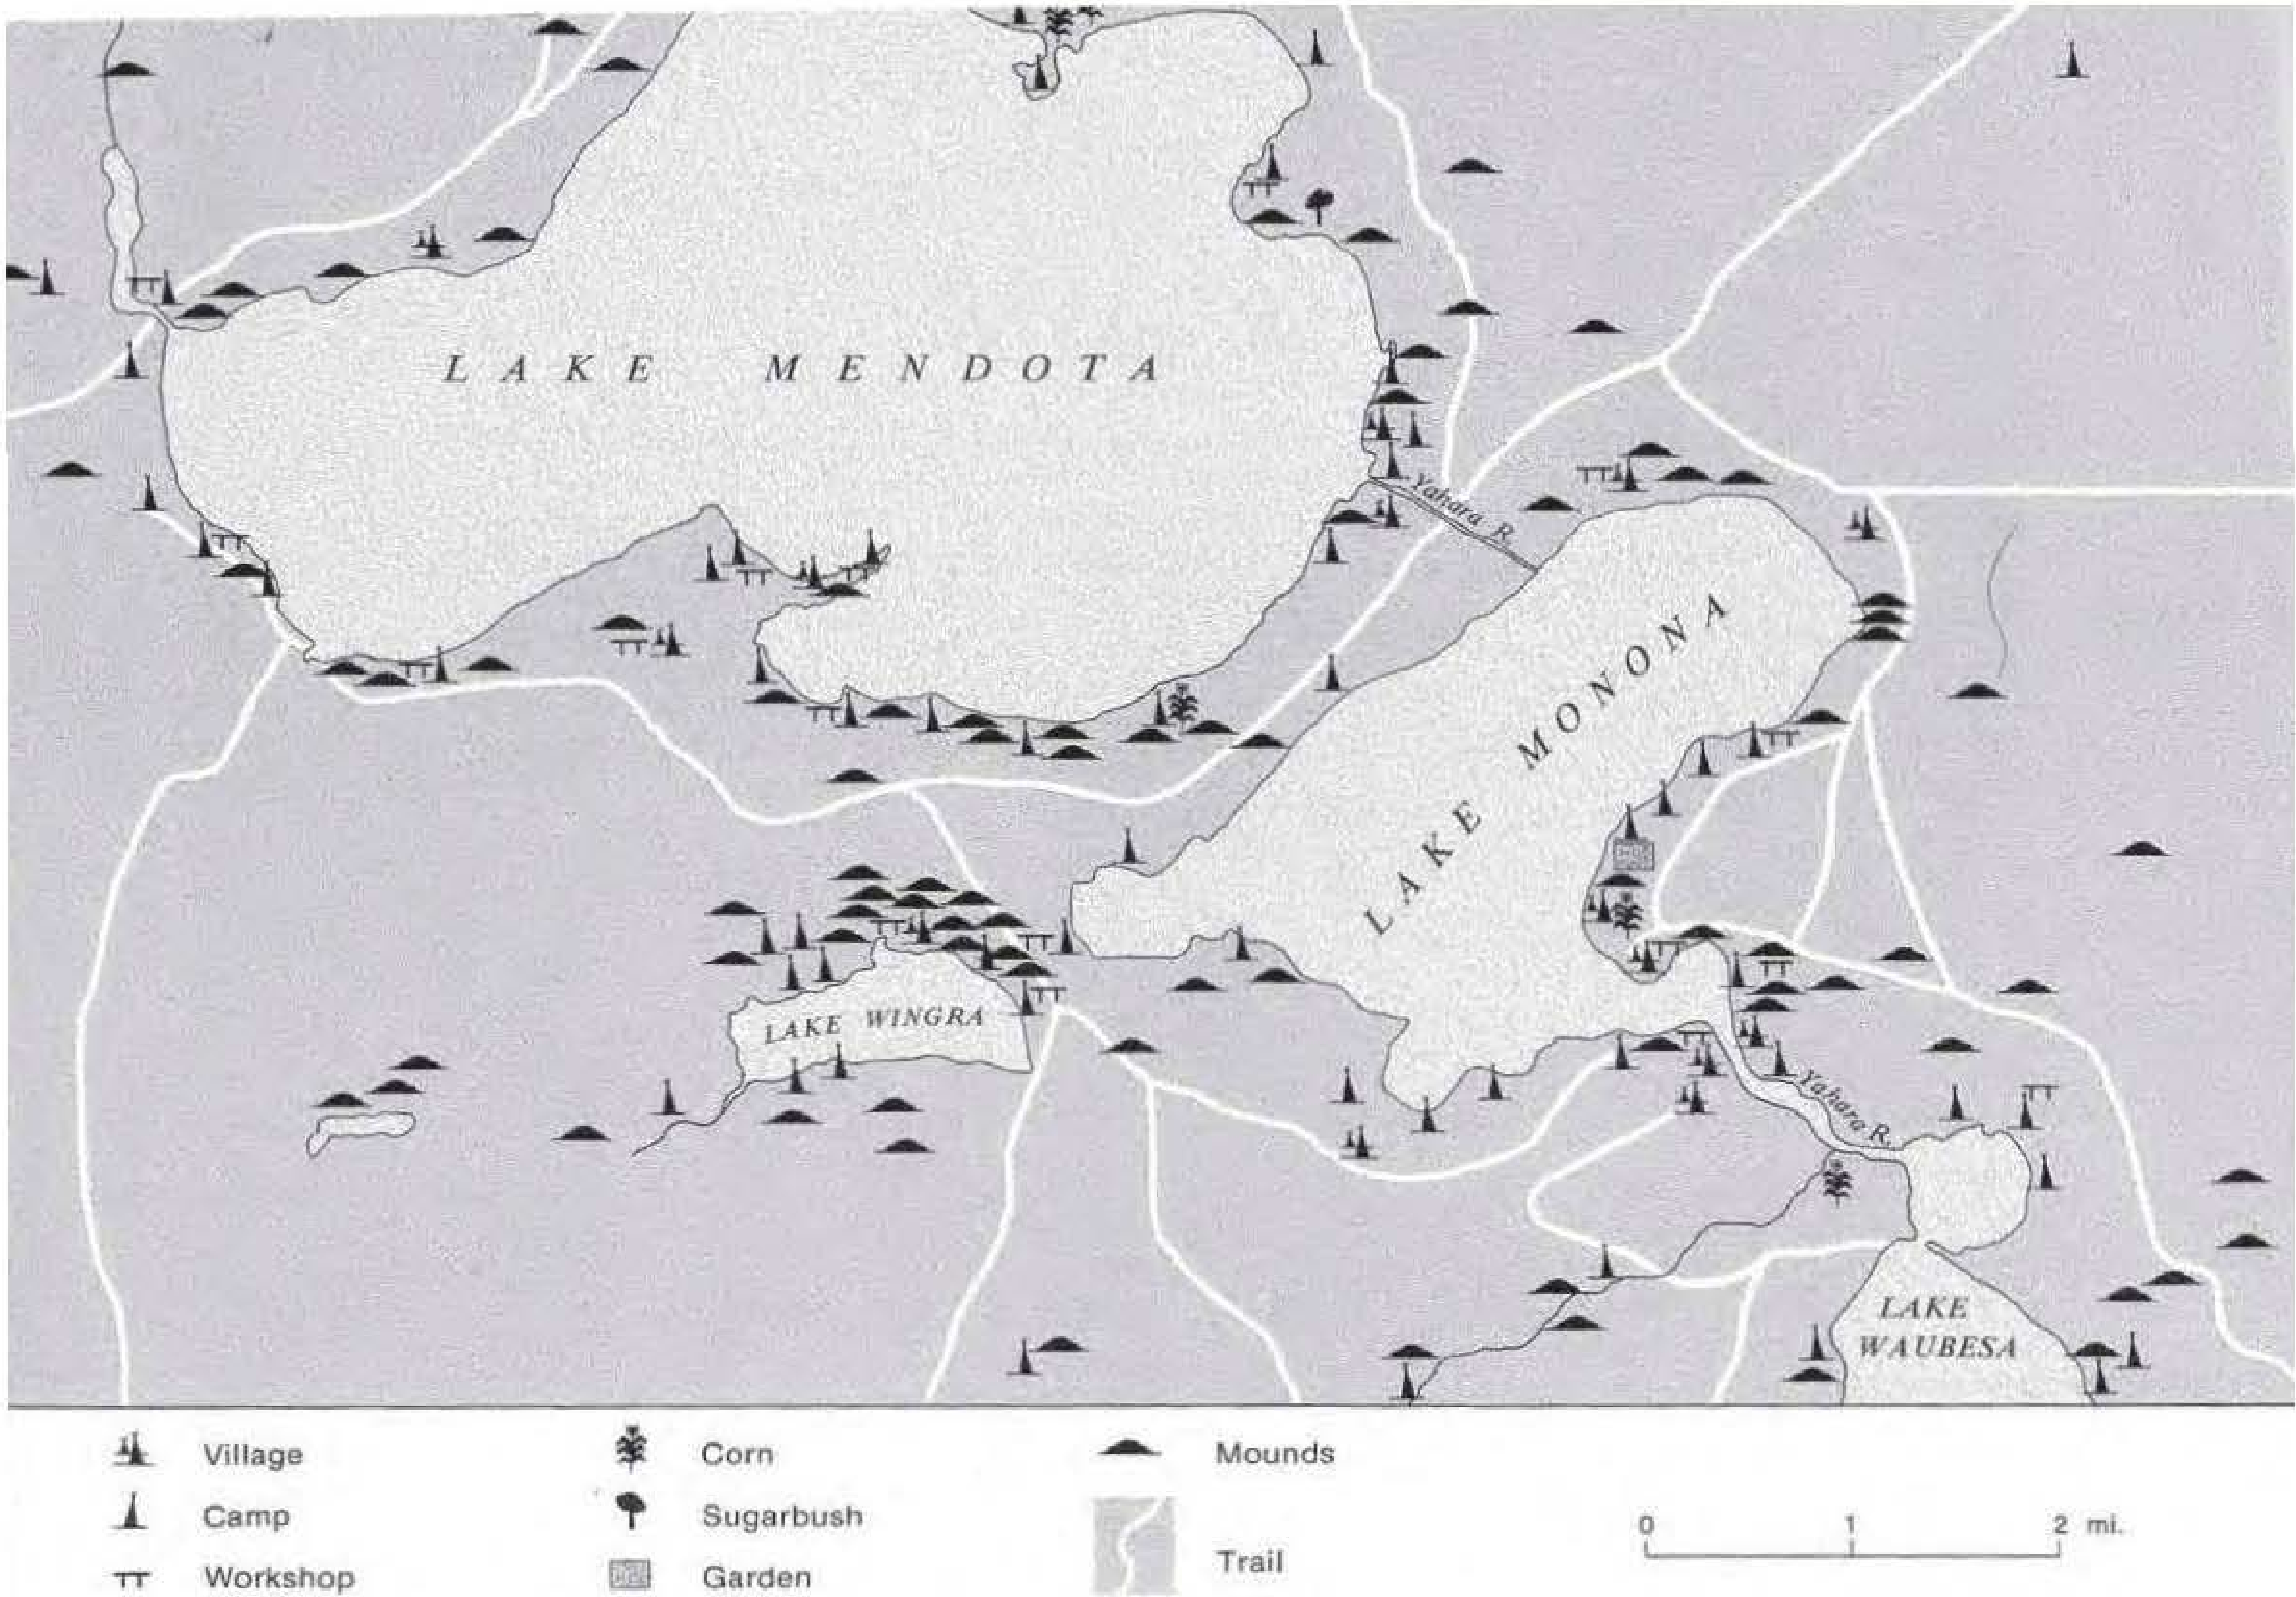 LAKE MENDOTA
Yahara R.
LAKE MONONA
LAKE WINGRA
Yahara R.
LAKE
WAUBESA
Village
Camp
Workshop
Corn
Sugarbush
Garden
Mounds
Trail
0 1 2 mi.